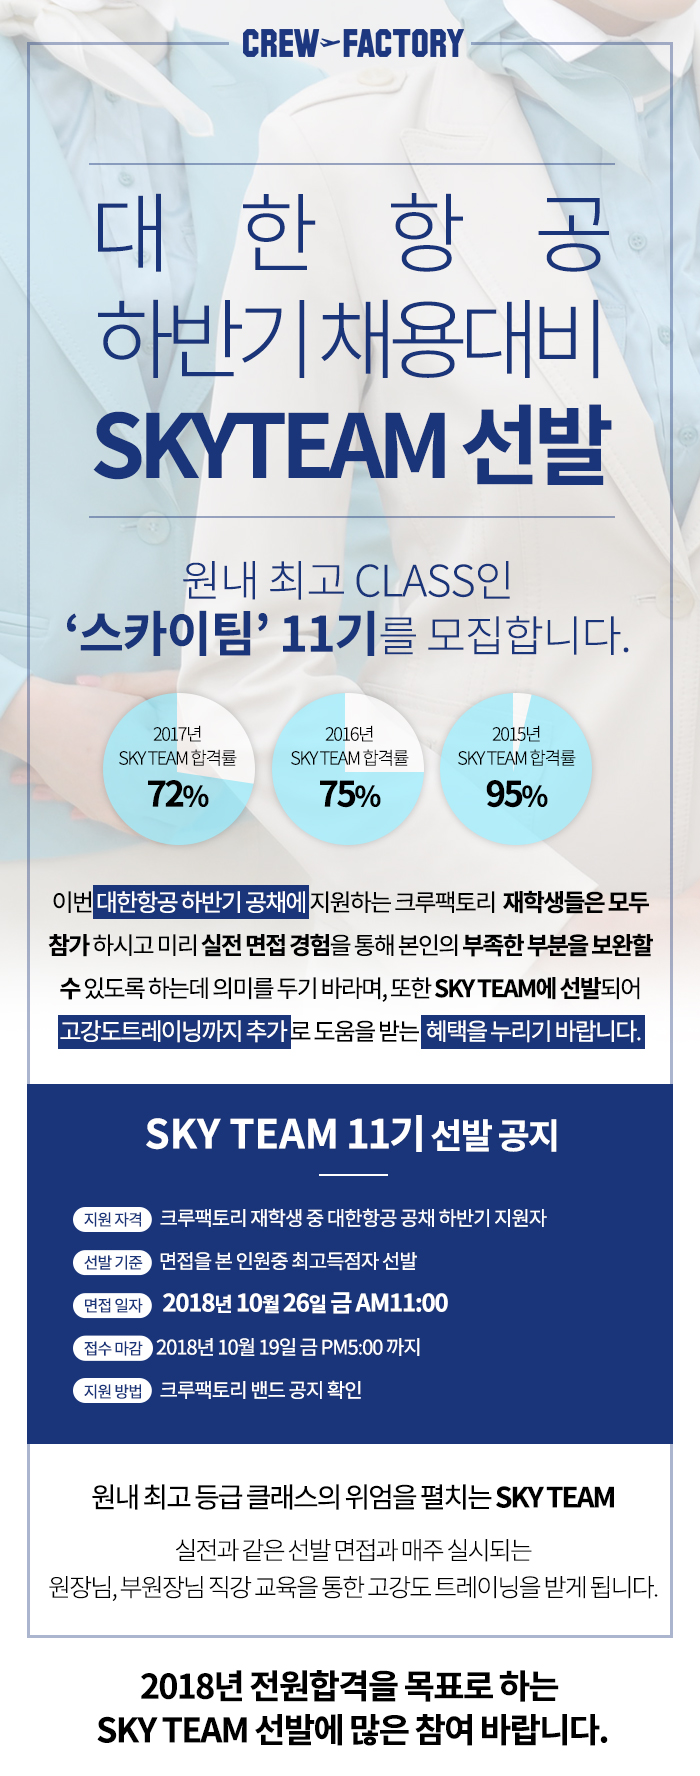 CREW FACTORY
대한항공
하반기 채용대비
SKYTEAM 선발
원내 최고 CLASS인
‘스카이팀’ 11기를 모집합니다.
2017년
SKY TEAM 합격률
72%
2016년
SKY TEAM 합격률
75%
2015년
SKY TEAM 합격률
95%
이번 대한항공 하반기 공채에 지원하는 크루팩토리 재학생들은 모두
참가 하시고 미리 실전 면접 경험을 통해 본인의 부족한 부분을 보완할
수 있도록 하는데 의미를 두기 바라며, 또한 SKY TEAM에 선발되어
고강도트레이닝까지 추가로 도움을 받는 혜택을 누리기 바랍니다.
SKY TEAM 11기 선발 공지
지원 자격 크루팩토리 재학생 중 대한항공 공채 하반기 지원자
선발 기준 면접을 본 인원중 최고득점자 선발
면접 일자 2018년 10월 26일 금 AM11:00
접수 마감 2018년 10월 19일 금 PM5:00 까지
지원 방법 크루팩토리 밴드 공지 확인
원내 최고 등급 클래스의 위엄을 펼치는 SKY TEAM
실전과 같은 선발 면접과 매주 실시되는
원장님, 부원장님 직강 교육을 통한 고강도 트레이닝을 받게 됩니다.
2018년 전원합격을 목표로 하는
SKY TEAM 선발에 많은 참여 바랍니다.